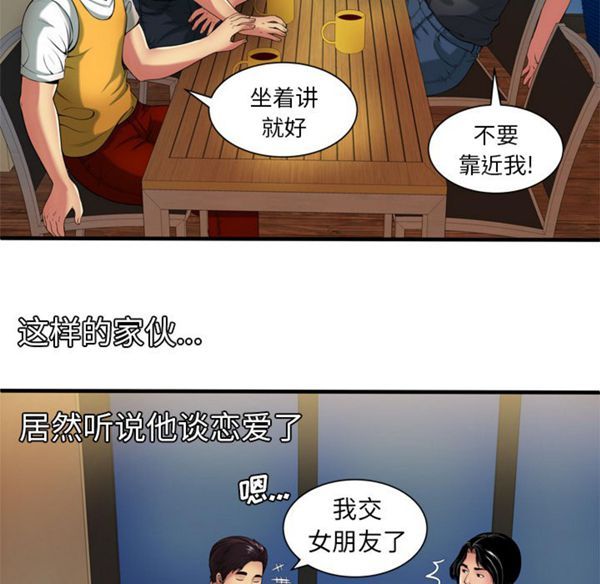 坐着讲
就好
不要
靠近我!
这样的家伙...
居然听说他谈恋爱了
嗯...
我交
女朋友了